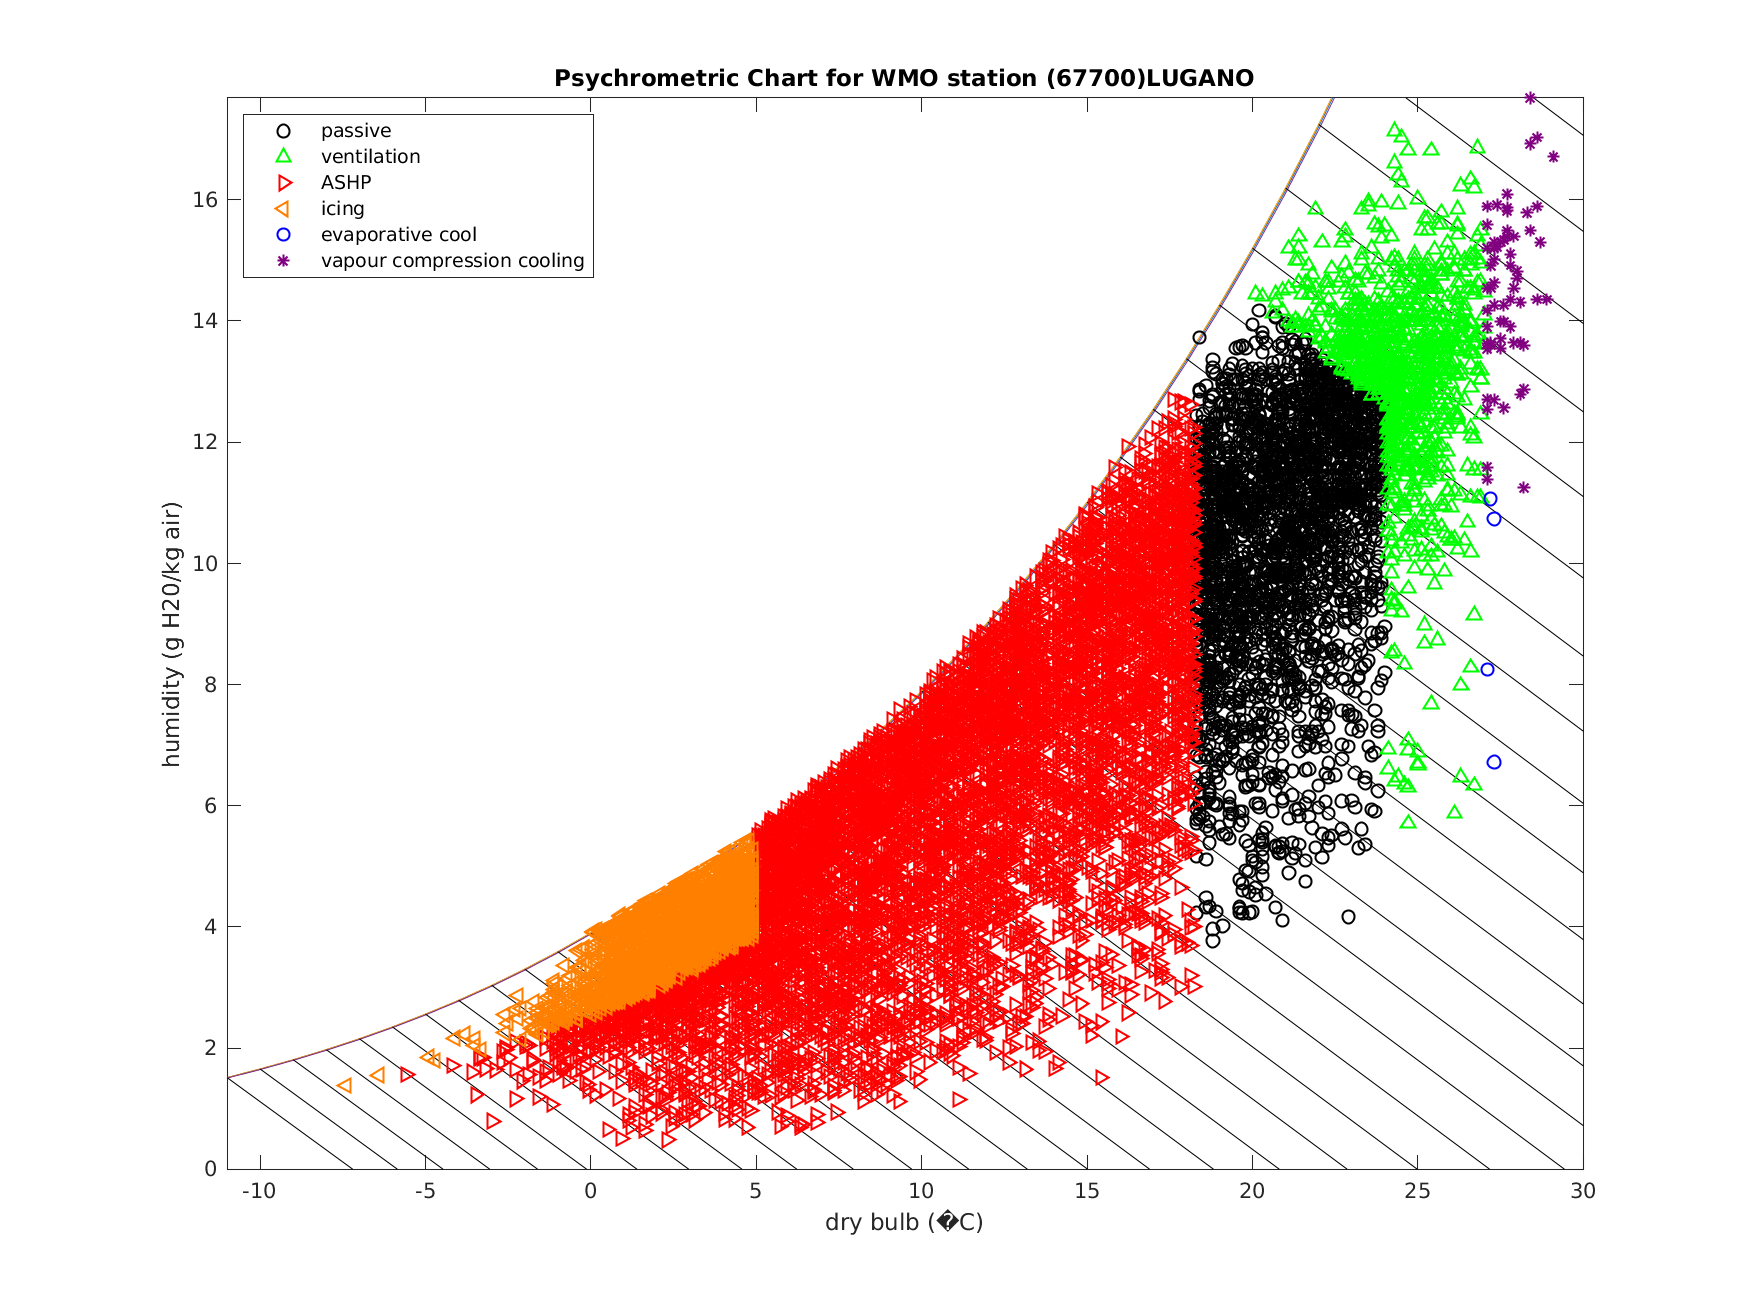 Psychrometric Chart for WMO station (67700)LUGANO
passive
ventilation
ASHP
icing
evaporative cool
vapour compression cooling
humidity (g H20/kg air)
16
14
12
10
8
6
4
2
0
-10 -5 0 5 10 15 20 25 30
dry bulb (�C)